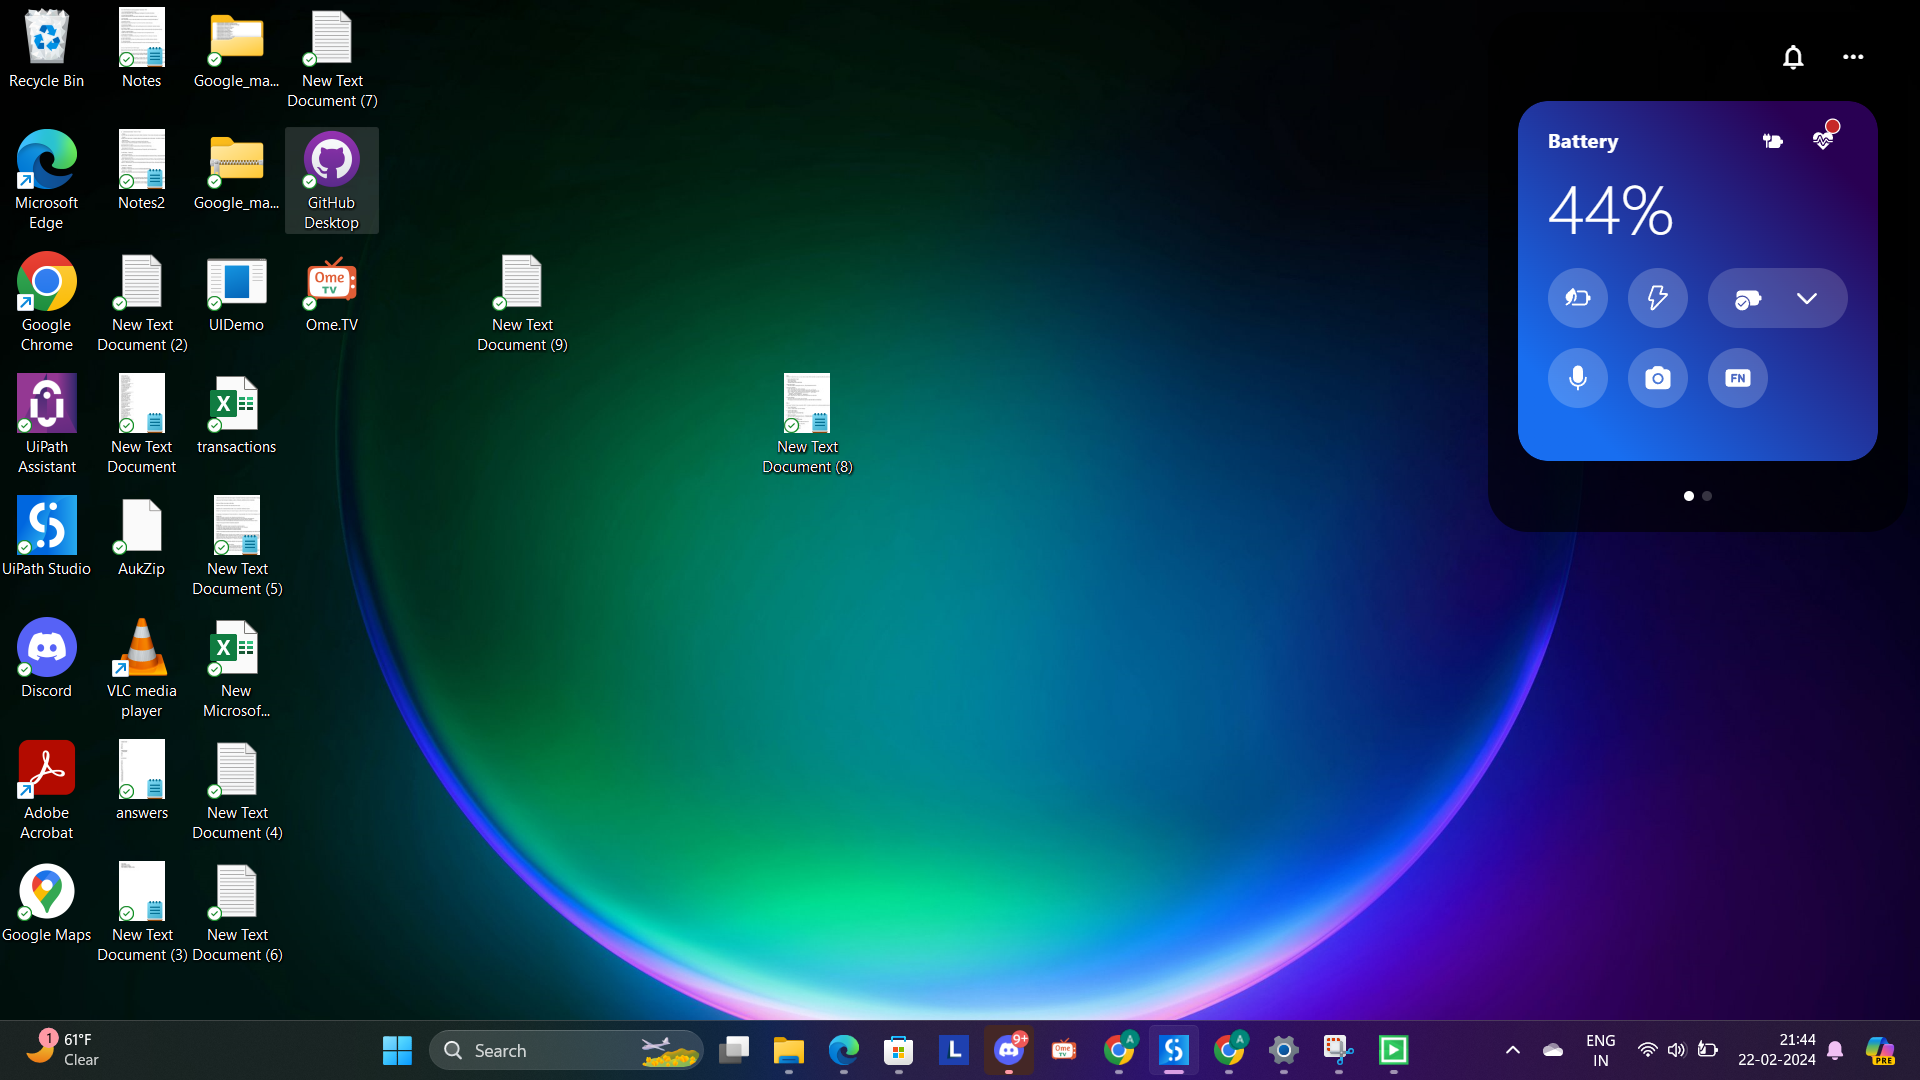 Recycle Bin
Notes
Google_ma...
New Text
Document (7)
Microsoft
Edge
Notes2
Google_ma...
GitHub
Desktop
Google
Chrome
New Text
Document (2)
UIDemo
Ome
TV
Ome.TV
New Text
Document (9)
UiPath
Assistant
New Text
Document
transactions
New Text
Document (8)
UiPath Studio
AukZip
New Text
Document (5)
Discord
VLC media
player
New
Microsof...
Adobe
Acrobat
answers
New Text
Document (4)
Google Maps
New Text
Document (3)
New Text
Document (6)
Battery
44%
FN
1
61°F
Clear
Search
L
9+
Ome
TV
A
A
ENG
IN
21:44
22-02-2024
PRE